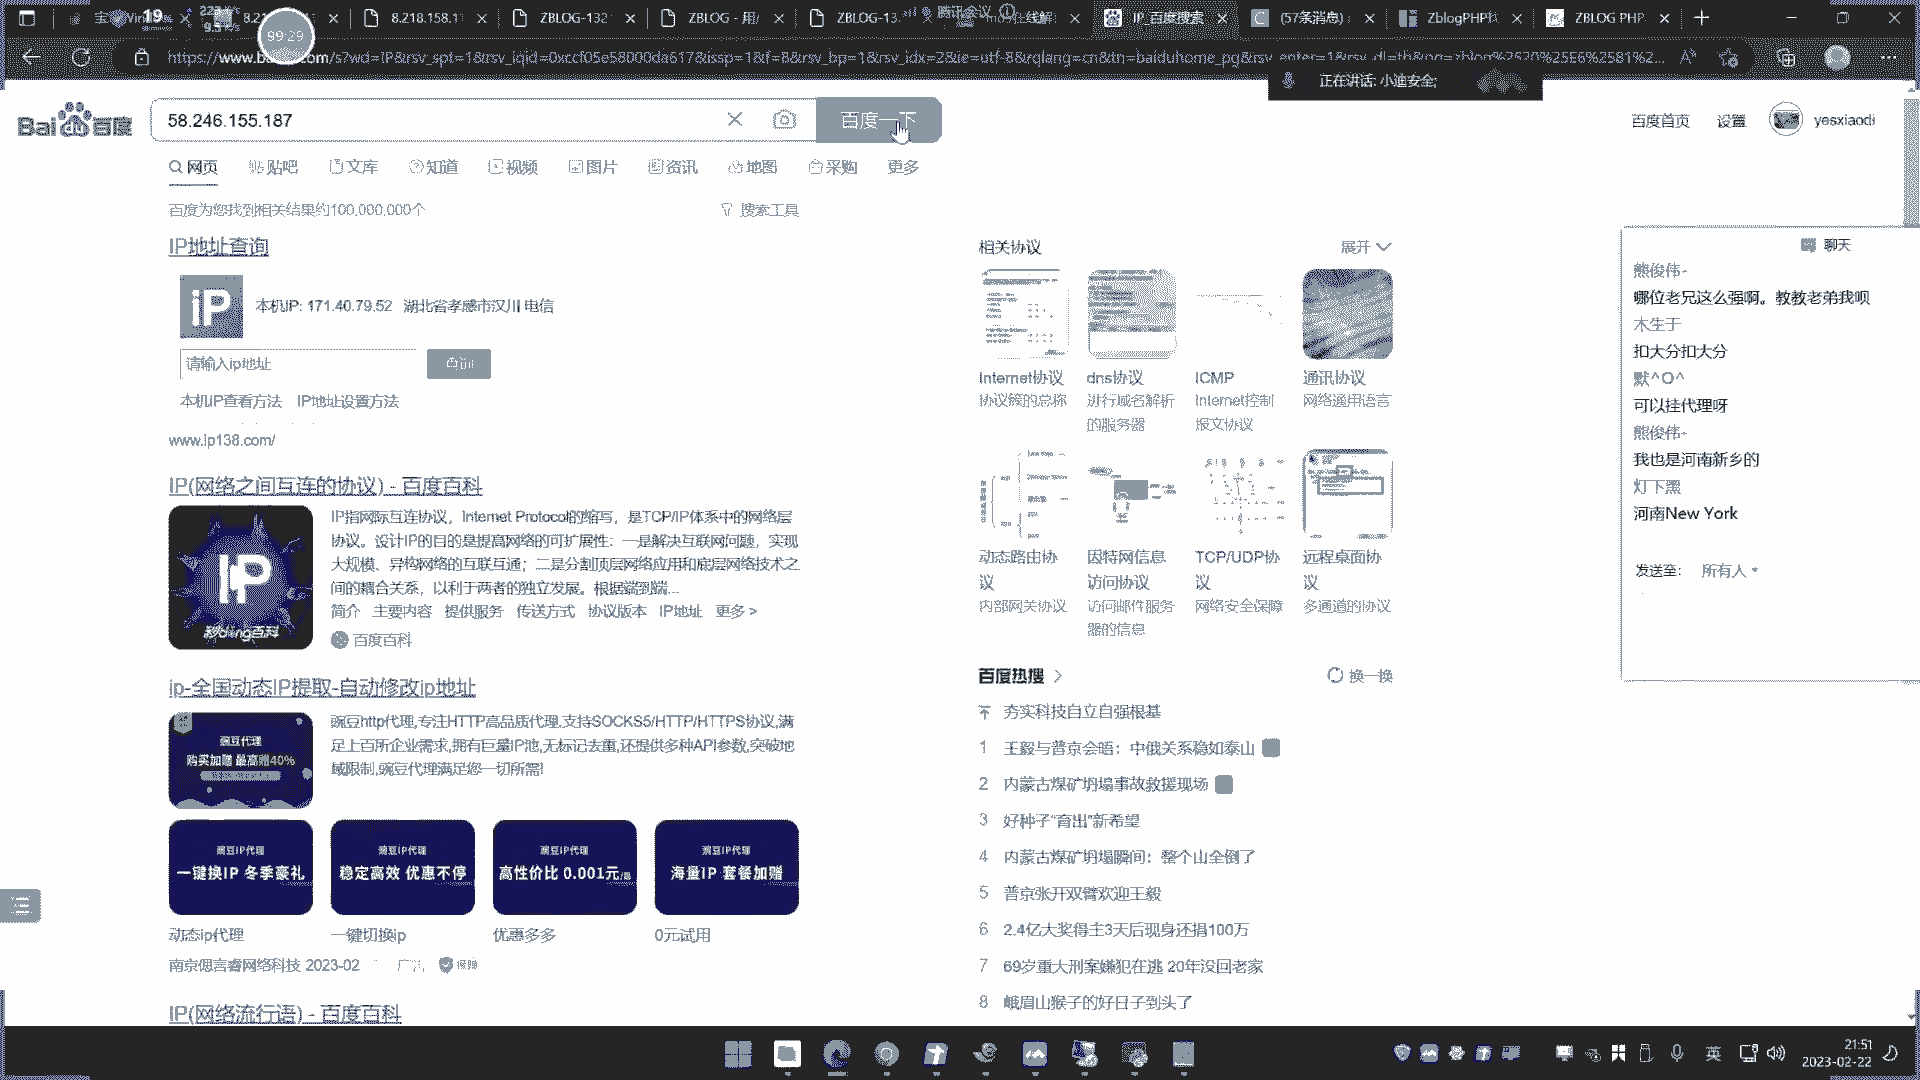 19
99:29
8.218.158.1
ZBLOG-132
ZBLOG - 用
ZBLOG-13.
腾讯会议
IP_百度搜索
(57条消息)
ZblogPHP
ZBLOG PHP
正在讲话: 小迪安全;
Bai百度
58.246.155.187
百度一下
百度首页
设置
yesxiaodi
网页
贴吧
文库
知道
视频
图片
资讯
地图
采购
更多
百度为您找到相关结果约100,000,000个
搜索工具
IP地址查询
iP
本机IP: 171.40.79.52 湖北省孝感市汉川 电信
请输入ip地址
查询
本机IP查看方法 IP地址设置方法
www.ip138.com/
IP(网络之间互连的协议) - 百度百科
IP指网际互连协议，Internet Protocol的缩写，是TCP/IP体系中的网络层
协议。设计IP的目的是提高网络的可扩展性：一是解决互联网问题，实现
大规模、异构网络的互联互通；二是分割顶层网络应用和底层网络技术之
间的耦合关系，以利于两者的独立发展。根据端到端...
简介 主要内容 提供服务 传送方式 协议版本 IP地址 更多 >
IP
秒dong百科
百度百科
ip-全国动态IP提取-自动修改ip地址
豌豆http代理,专注HTTP高品质代理,支持SOCKS5/HTTP/HTTPS协议,满
足上百所企业需求,拥有巨量IP池,无标记去重,还提供多种API参数,突破地
域限制,豌豆代理满足您一切所需!
豌豆代理
购买加赠 最高赠40%
豌豆IP代理
一键换IP 冬季豪礼
豌豆IP代理
稳定高效 优惠不停
豌豆IP代理
高性价比 0.001元/
豌豆IP代理
海量IP 套餐加赠
动态ip代理
一键切换ip
优惠多多
0元试用
南京偲言睿网络科技 2023-02
广告
保障
IP(网络流行语) - 百度百科
相关协议
展开
Internet协议
协议簇的总称
dns协议
进行域名解析
的服务器
ICMP
Internet控制
报文协议
通讯协议
网络通用语言
动态路由协
议
内部网关协议
因特网信息
访问协议
访问邮件服务
器的信息
TCP/UDP协
议
网络安全保障
远程桌面协
议
多通道的协议
百度热搜
换一换
夯实科技自立自强根基
1 王毅与普京会晤：中俄关系稳如泰山
2 内蒙古煤矿坍塌事故救援现场
3 好种子“育出”新希望
4 内蒙古煤矿坍塌瞬间：整个山全倒了
5 普京张开双臂欢迎王毅
6 2.4亿大奖得主3天后现身还捐100万
7 69岁重大刑案嫌犯在逃 20年没回老家
8 峨眉山猴子的好日子到头了
聊天
熊俊伟-
哪位老兄这么强啊。教教老弟我呗
木生于
扣大分扣大分
默^O^
可以挂代理呀
熊俊伟-
我也是河南新乡的
灯下黑
河南New York
发送至: 所有人
英
21:51
2023-02-22